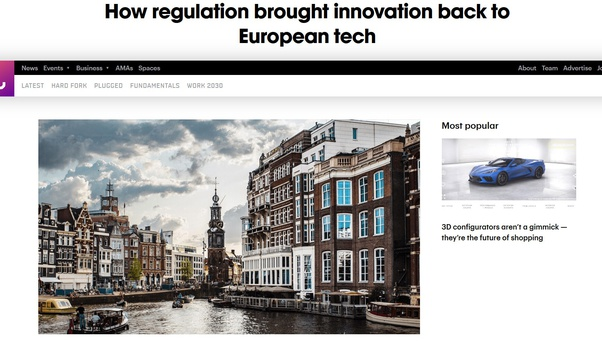 How regulation brought innovation back to
European tech
News Events Business AMAs Spaces
About Team Advertise
LATEST HARD FORK PLUGGED FUNDAMENTALS WORK 2030
Most popular
3D configurators aren't a gimmick —
they're the future of shopping